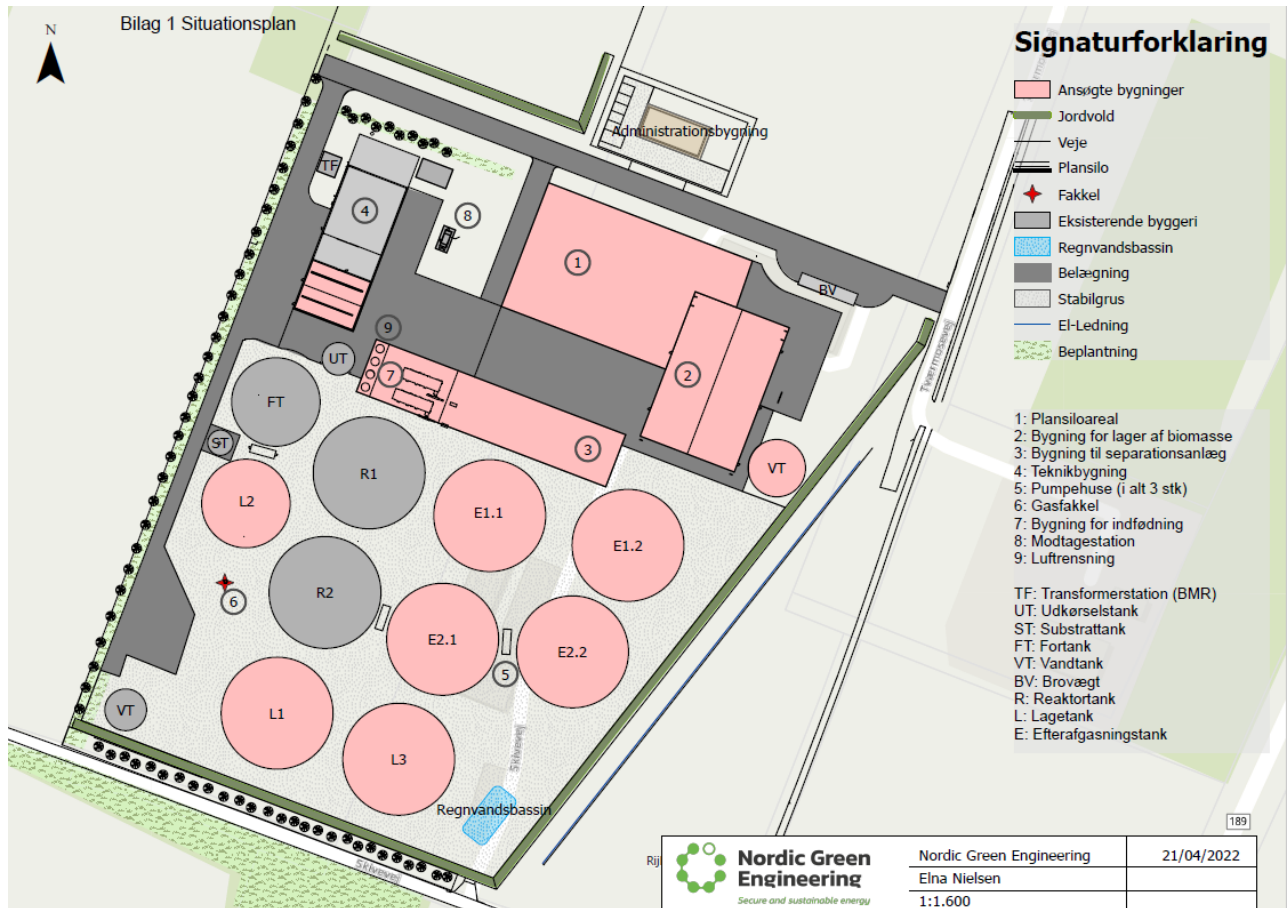 Bilag 1 Situationsplan
N
Signaturforklaring
Ansøgte bygninger
Jordvold
Veje
Plansilo
Fakkel
Eksisterende byggeri
Regnvandsbassin
Belægning
Stabilgrus
El-Ledning
Beplantning
1: Plansiloareal
2: Bygning for lager af biomasse
3: Bygning til separationsanlæg
4: Teknikbygning
5: Pumpehuse (i alt 3 stk)
6: Gasfakkel
7: Bygning for indfødning
8: Modtagestation
9: Luftrensning
TF: Transformerstation (BMR)
UT: Udkørselstank
ST: Substrattank
FT: Fortank
VT: Vandtank
BV: Brovægt
R: Reaktortank
L: Lagetank
E: Efterafgasningstank
Administrationsbygning
TF
4
8
1
BV
9
UT
7
2
FT
3
ST
R1
VT
L2
E1.1
E1.2
6
R2
E2.1
E2.2
5
VT
L1
L3
Regnvandsbassin
Skivevej
Skivevej
Tværmosevej
189
Nordic Green
Engineering
Secure and sustainable energy
Nordic Green Engineering
21/04/2022
Elna Nielsen
1:1.600